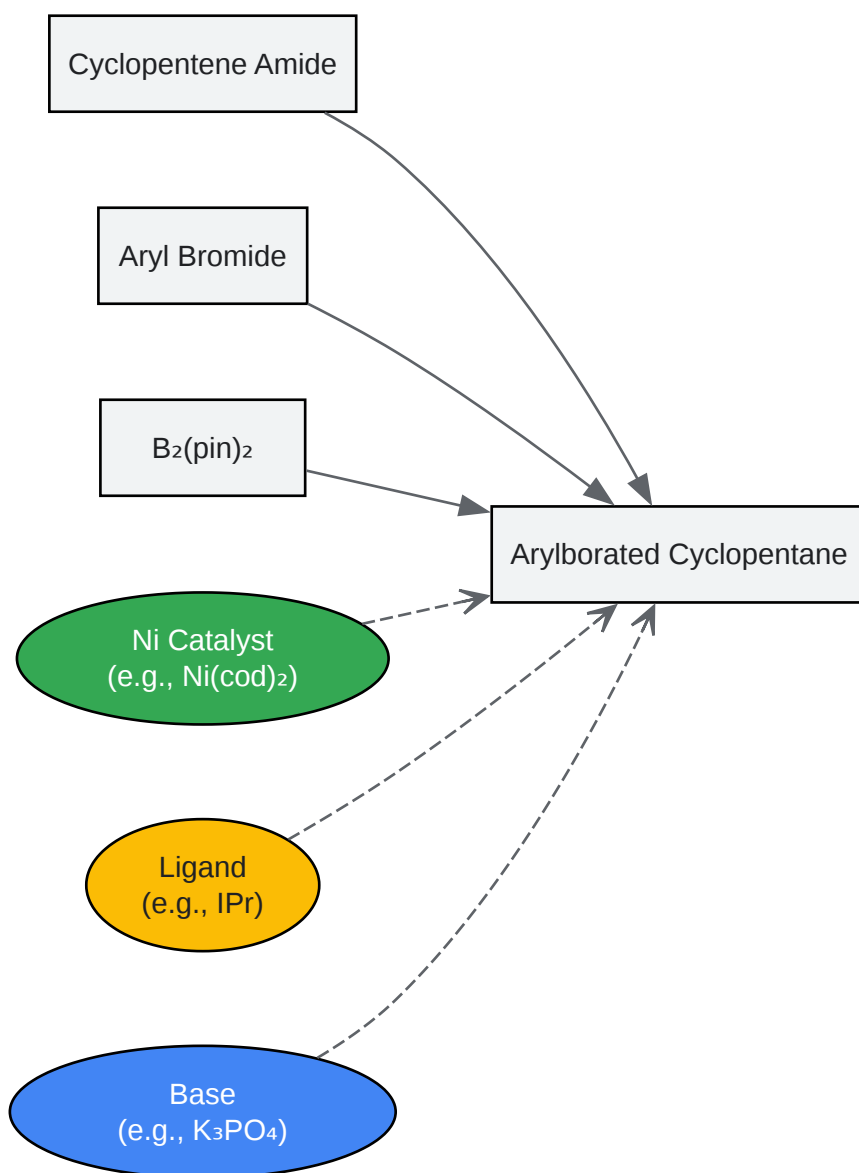 Cyclopentene Amide
Aryl Bromide
B₂(pin)₂
Arylborated Cyclopentane
Ni Catalyst
(e.g., Ni(cod)₂)
Ligand
(e.g., IPr)
Base
(e.g., K₃PO₄)